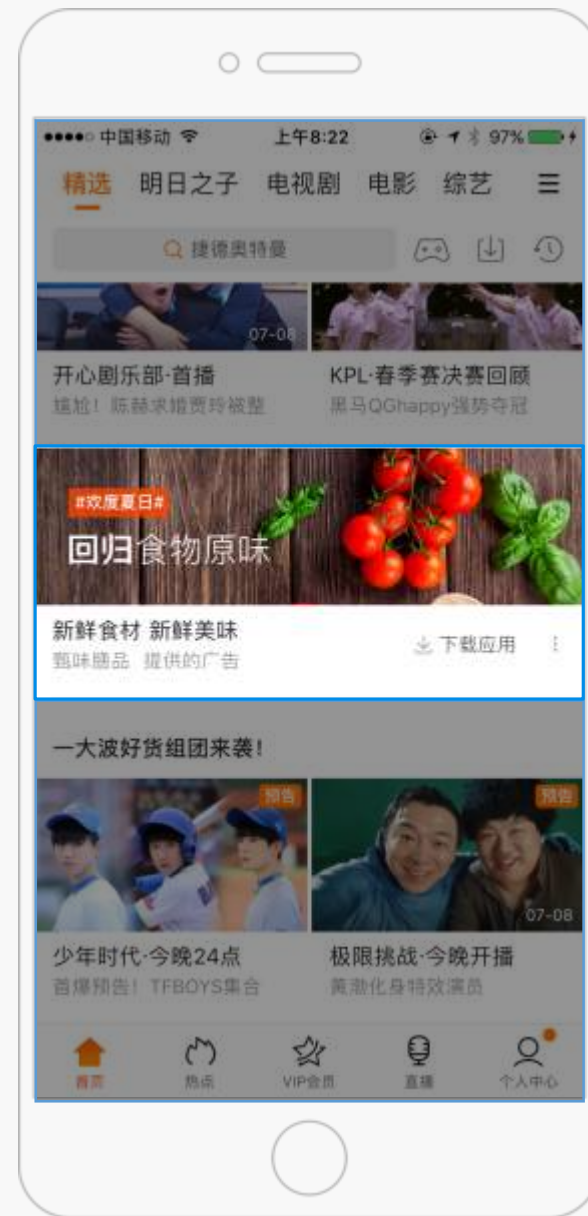 中国移动 上午8:22 97%
精选 明日之子 电视剧 电影 综艺
捷德奥特曼
07-08
开心剧乐部·首播 KPL·春季赛决赛回顾
尴尬！陈赫求婚贾玲被整 黑马QGhappy强势夺冠
#欢度夏日#
回归食物原味
新鲜食材 新鲜美味
甄味膳品 提供的广告 下载应用
一大波好货组团来袭！
预告 预告
07-08
少年时代·今晚24点 极限挑战·今晚开播
首爆预告！TFBOYS集合 黄渤化身特效演员
首页 热点 VIP会员 直播 个人中心